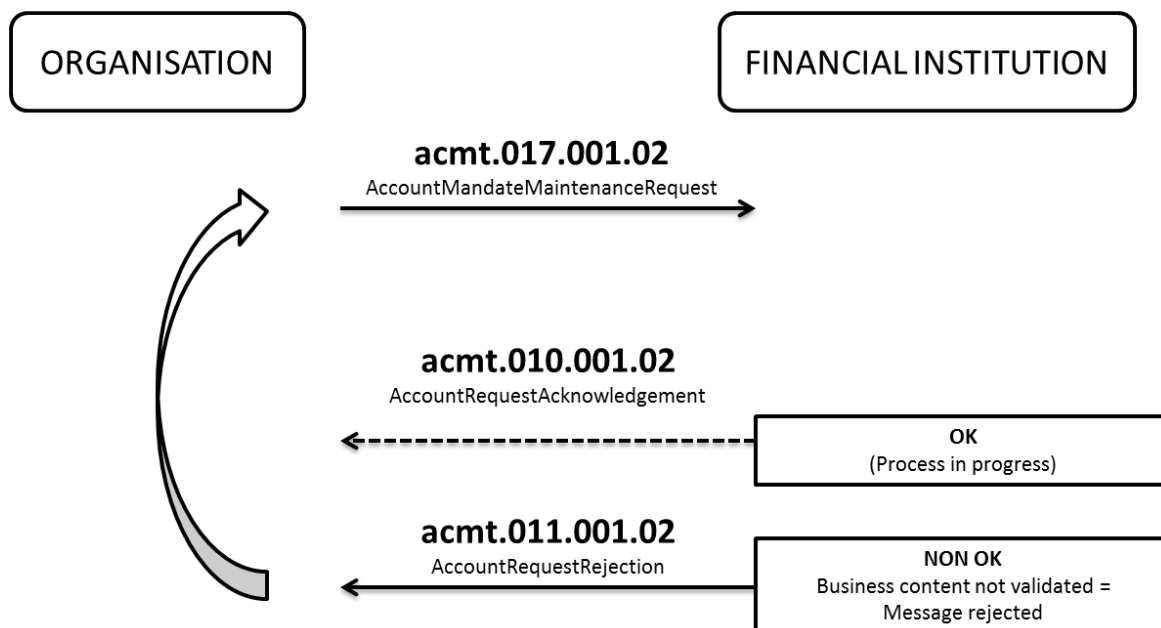 ORGANISATION
FINANCIAL INSTITUTION
acmt.017.001.02
AccountMandateMaintenanceRequest
acmt.010.001.02
AccountRequestAcknowledgement
OK
(Process in progress)
acmt.011.001.02
AccountRequestRejection
NON OK
Business content not validated =
Message rejected